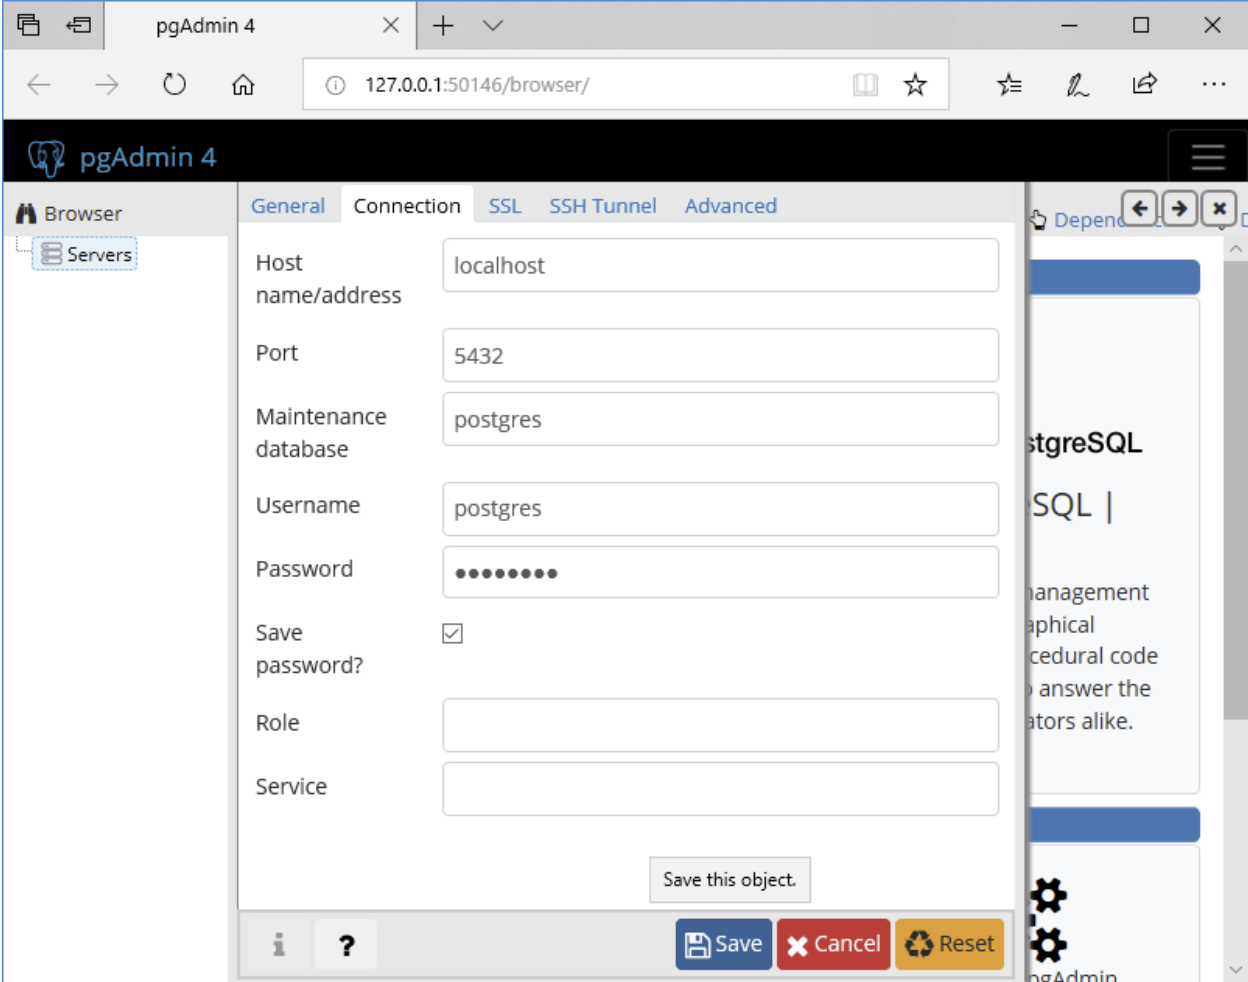 pgAdmin 4
127.0.0.1:50146/browser/
pgAdmin 4
Browser
Servers
General Connection SSL SSH Tunnel Advanced
Host
name/address
localhost
Port
5432
Maintenance
database
postgres
Username
postgres
Password
••••••••
Save
password?
Role
Service
Save this object.
i ? Save Cancel Reset
Depen
D
stgreSQL
SQL |
anagement
aphical
cedural code
answer the
ators alike.
pgAdmin